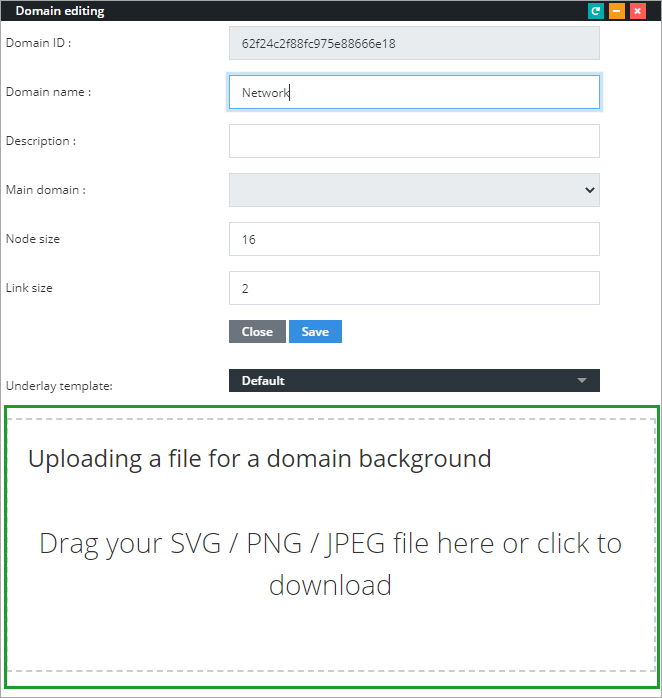 Domain editing
Domain ID :
62f24c2f88fc975e88666e18
Domain name :
Network
Description :
Main domain :
Node size
16
Link size
2
Close
Save
Underlay template:
Default
Uploading a file for a domain background
Drag your SVG / PNG / JPEG file here or click to
download